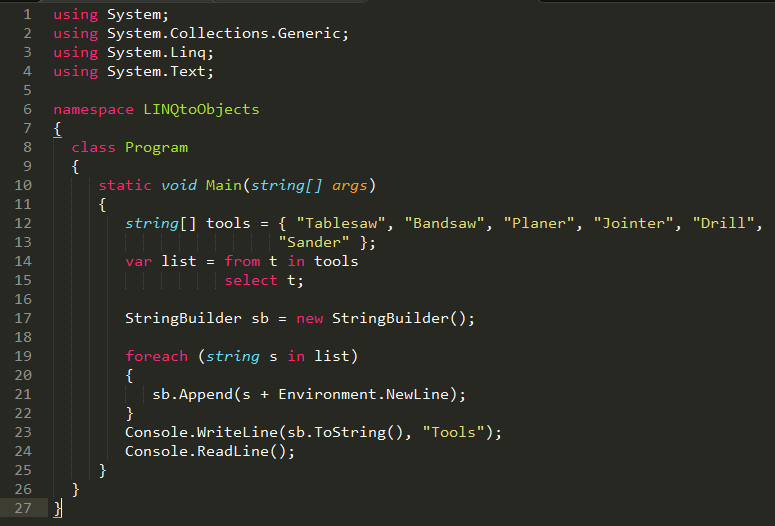 1 using System;
2 using System.Collections.Generic;
3 using System.Linq;
4 using System.Text;
5
6 namespace LINQtoObjects
7 {
8   class Program
9   {
10      static void Main(string[] args)
11      {
12         string[] tools = { "Tablesaw", "Bandsaw", "Planer", "Jointer", "Drill",
13                          "Sander" };
14         var list = from t in tools
15                    select t;
16
17         StringBuilder sb = new StringBuilder();
18
19         foreach (string s in list)
20         {
21            sb.Append(s + Environment.NewLine);
22         }
23         Console.WriteLine(sb.ToString(), "Tools");
24         Console.ReadLine();
25      }
26   }
27 }